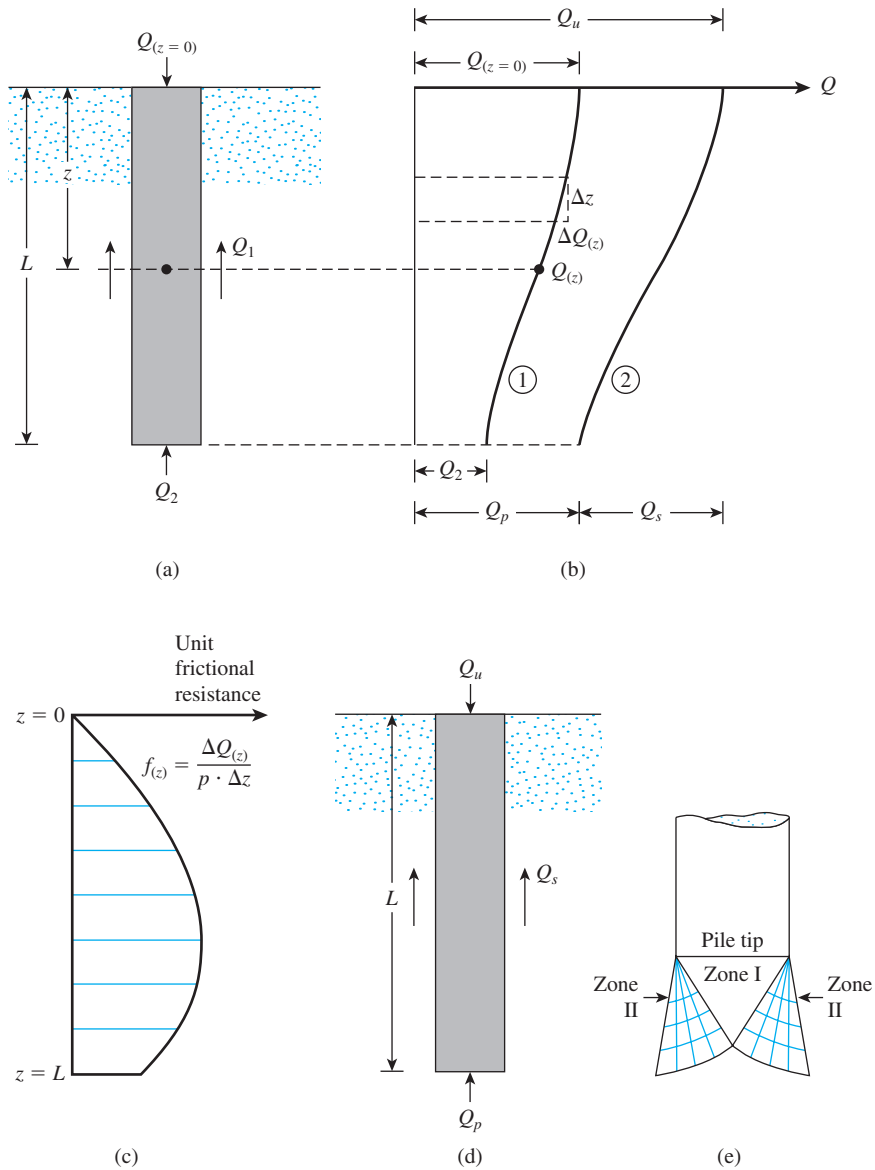 Q(z = 0)
z
L
Q1
Q2
(a)
Qu
Q(z = 0)
Q
Δz
ΔQ(z)
Q(z)
1
2
Q2
Qp
Qs
(b)
Unit
frictional
resistance
z = 0
f(z) = ΔQ(z) / p · Δz
z = L
(c)
Qu
L
Qs
Qp
(d)
Pile tip
Zone I
Zone
II
Zone
II
(e)